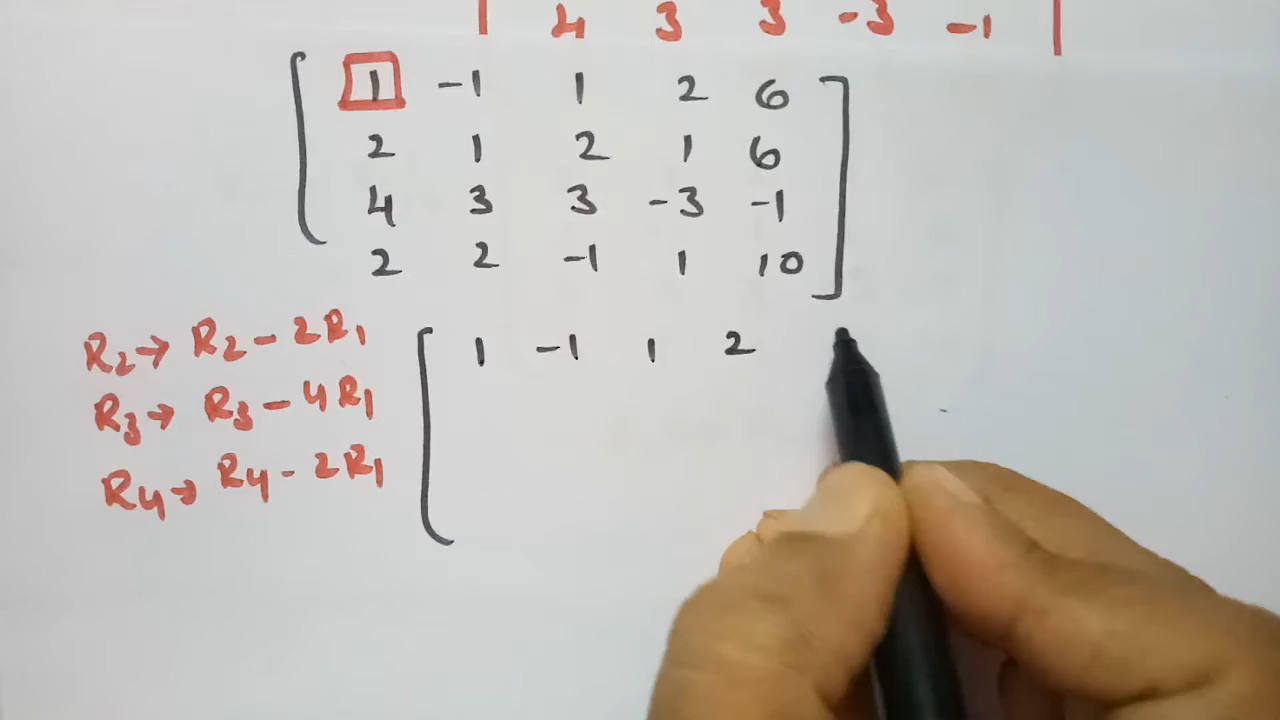 4 3 3 -3 -1
1 -1 1 2 6
2 1 2 1 6
4 3 3 -3 -1
2 2 -1 1 10
R2→ R2-2R1
1 -1 1 2
R3→ R3-4R1
R4→ R4-2R1